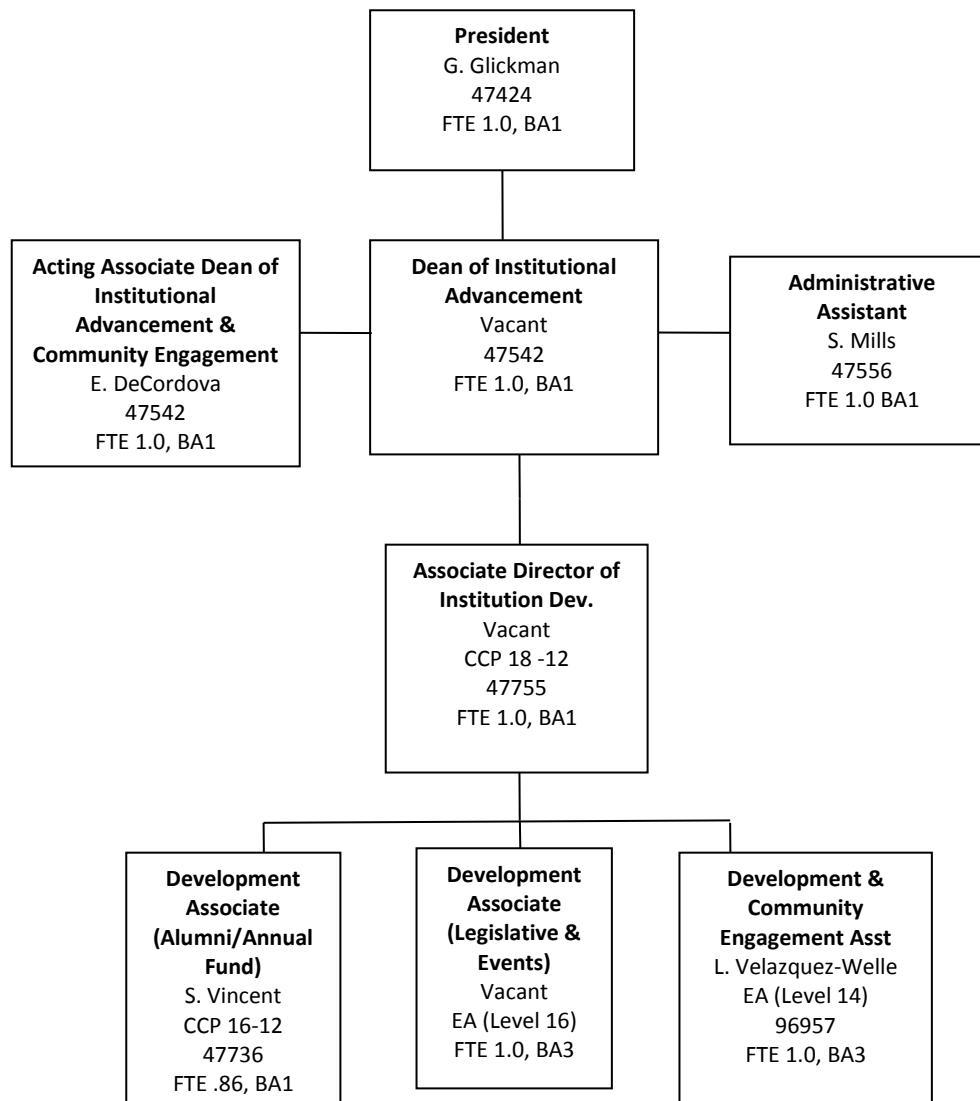 President
G. Glickman
47424
FTE 1.0, BA1
Acting Associate Dean of
Institutional
Advancement &
Community Engagement
E. DeCordova
47542
FTE 1.0, BA1
Dean of Institutional
Advancement
Vacant
47542
FTE 1.0, BA1
Administrative
Assistant
S. Mills
47556
FTE 1.0 BA1
Associate Director of
Institution Dev.
Vacant
CCP 18 -12
47755
FTE 1.0, BA1
Development
Associate
(Alumni/Annual
Fund)
S. Vincent
CCP 16-12
47736
FTE .86, BA1
Development
Associate
(Legislative &
Events)
Vacant
EA (Level 16)
FTE 1.0, BA3
Development &
Community
Engagement Asst
L. Velazquez-Welle
EA (Level 14)
96957
FTE 1.0, BA3